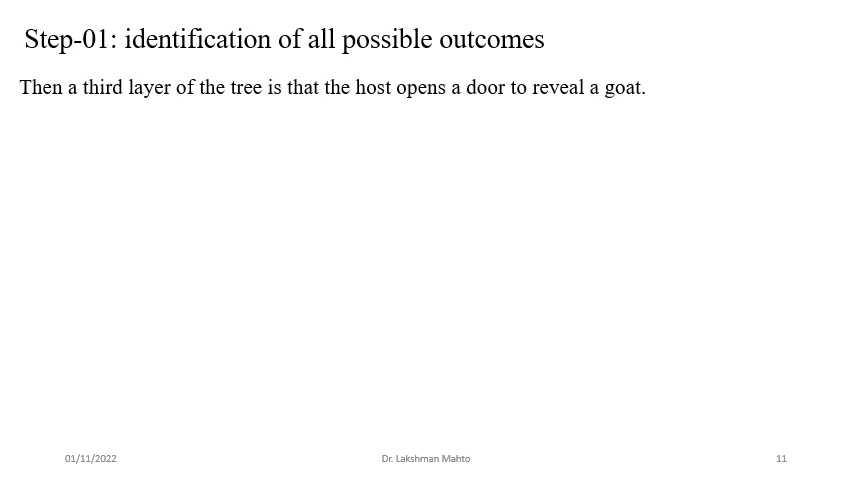 Step-01: identification of all possible outcomes
Then a third layer of the tree is that the host opens a door to reveal a goat.
01/11/2022
Dr. Lakshman Mahto
11